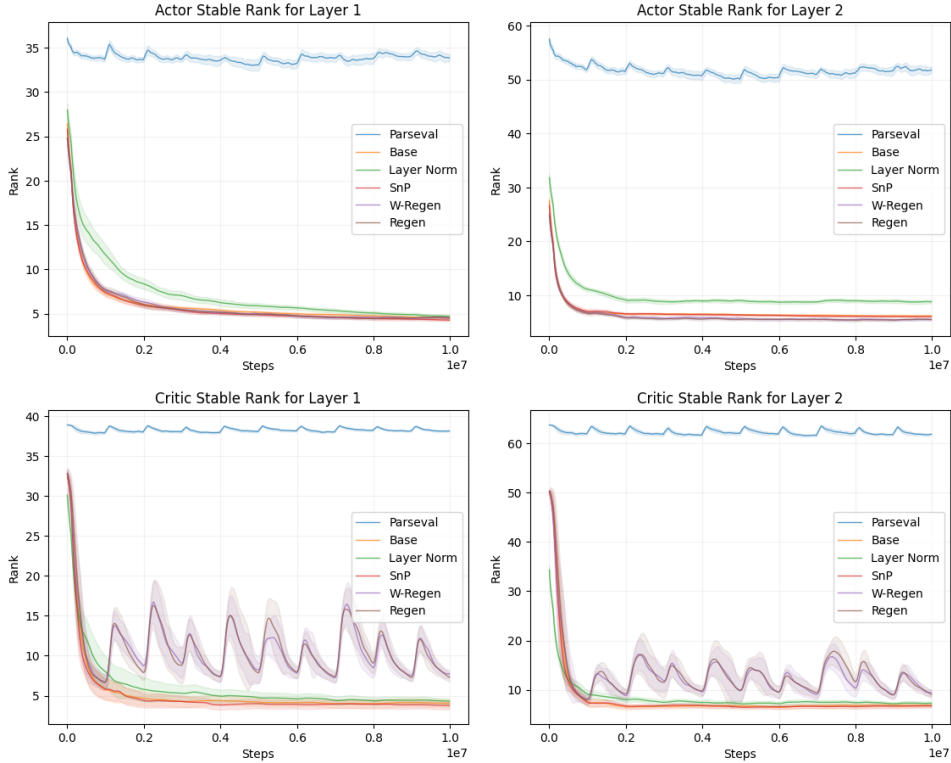 Actor Stable Rank for Layer 1
35
30
25
20
15
10
5
Rank
Parseval
Base
Layer Norm
SnP
W-Regen
Regen
0.0 0.2 0.4 0.6 0.8 1.0
Steps
1e7
Actor Stable Rank for Layer 2
60
50
40
30
20
10
Rank
Parseval
Base
Layer Norm
SnP
W-Regen
Regen
0.0 0.2 0.4 0.6 0.8 1.0
Steps
1e7
Critic Stable Rank for Layer 1
40
35
30
25
20
15
10
5
Rank
Parseval
Base
Layer Norm
SnP
W-Regen
Regen
0.0 0.2 0.4 0.6 0.8 1.0
Steps
1e7
Critic Stable Rank for Layer 2
60
50
40
30
20
10
Rank
Parseval
Base
Layer Norm
SnP
W-Regen
Regen
0.0 0.2 0.4 0.6 0.8 1.0
Steps
1e7